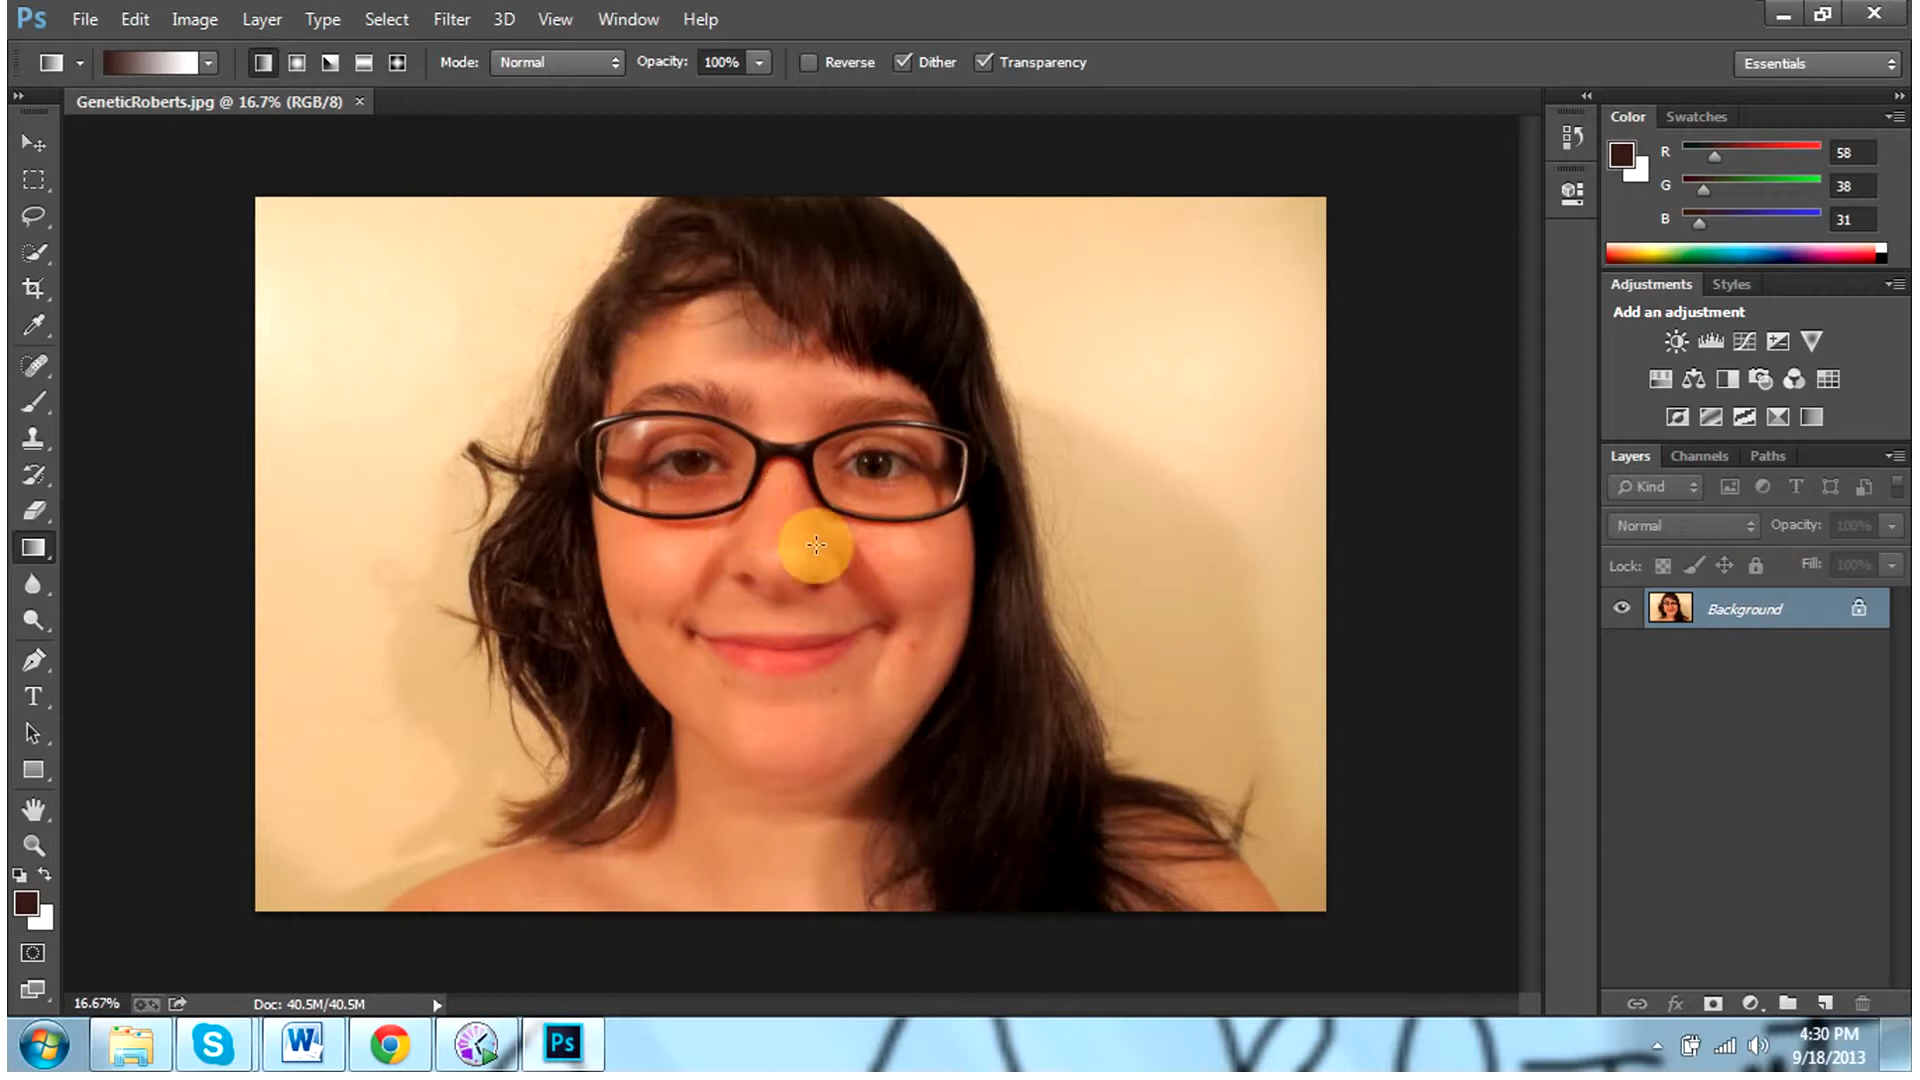 Ps File Edit Image Layer Type Select Filter 3D View Window Help
Mode: Normal Opacity: 100% Reverse Dither Transparency Essentials
GeneticRoberts.jpg @ 16.7% (RGB/8) ×
Color Swatches
R 58
G 38
B 31
Adjustments Styles
Add an adjustment
Layers Channels Paths
Kind
Normal Opacity: 100%
Lock: Fill: 100%
Background
16.67% Doc: 40.5M/40.5M
Ps
4:30 PM
9/18/2013